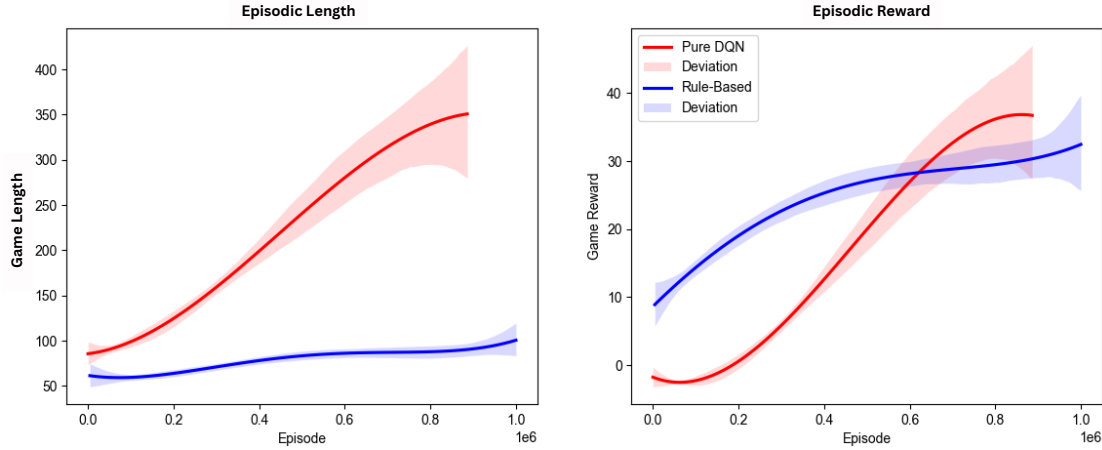 Episodic Length
Game Length
400
350
300
250
200
150
100
50
0.0 0.2 0.4 0.6 0.8 1.0
1e6
Episode
Episodic Reward
Pure DQN
Deviation
Rule-Based
Deviation
Game Reward
40
30
20
10
0
0.0 0.2 0.4 0.6 0.8 1.0
1e6
Episode